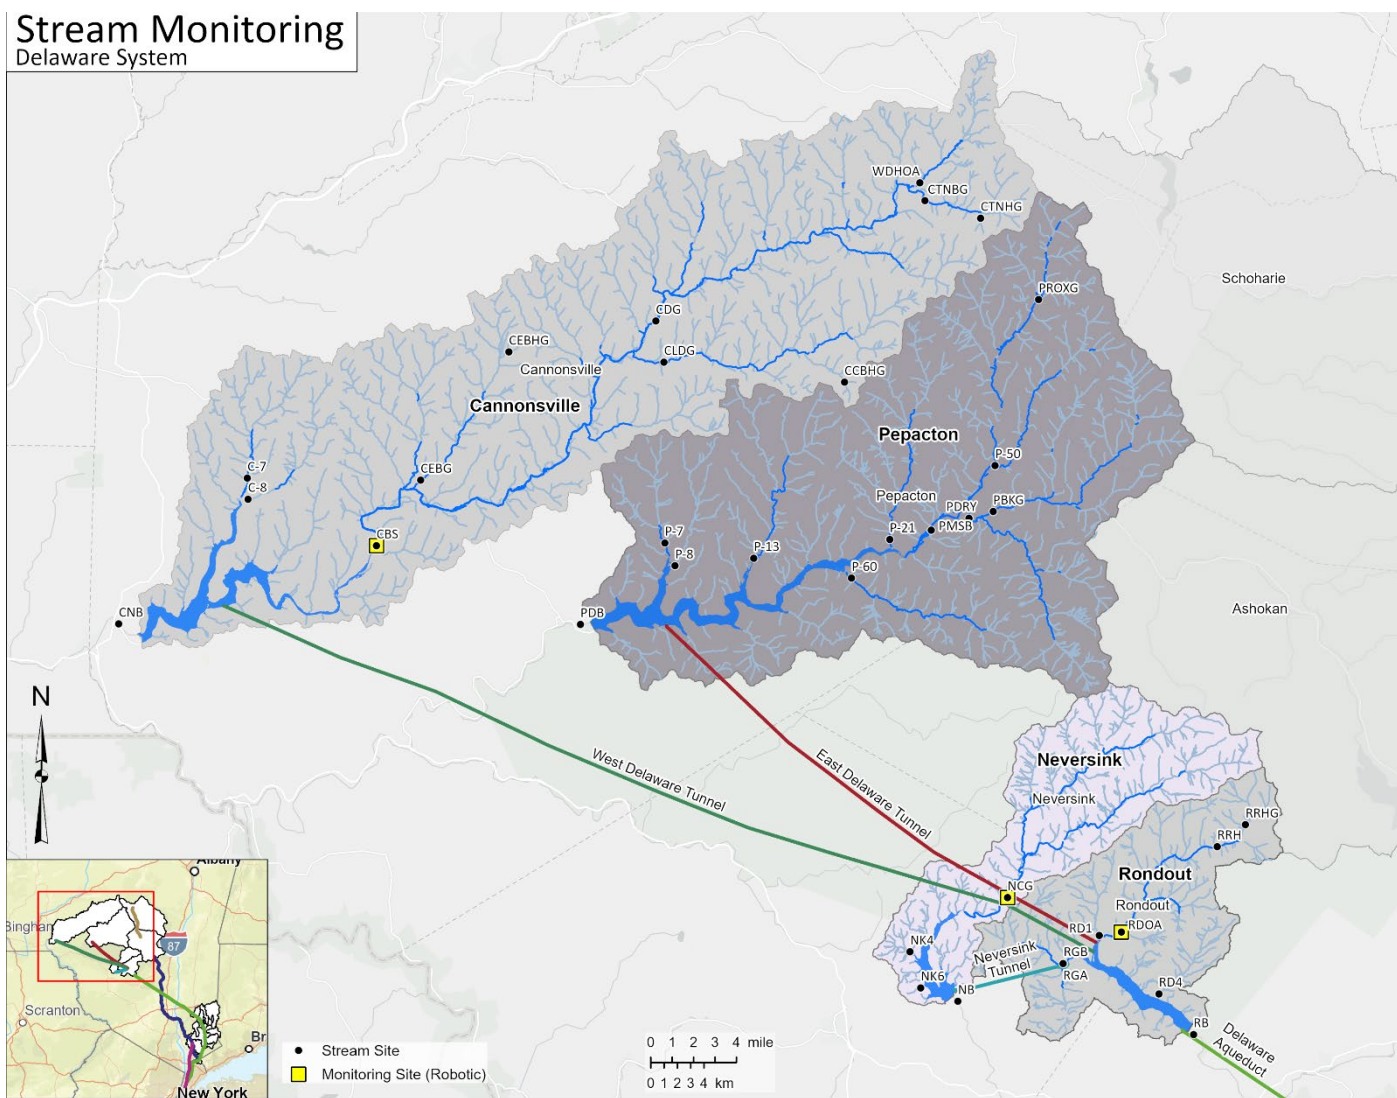 Stream Monitoring
Delaware System
WDHOA
CTNBG
CTNHG
Schoharie
PROXG
CDG
CEBHG
CLDG
Cannonsville
CCBHG
Cannonsville
Pepacton
P-50
C-7
CEBG
C-8
Pepacton
PDRY
PBKG
P-7
CBS
P-21
PMSB
P-8
P-13
P-60
CNB
PDB
Ashokan
N
West Delaware Tunnel
East Delaware Tunnel
Neversink
Neversink
RRHG
RRH
Rondout
NCG
Rondout
RD1
RDOA
NK4
Neversink
Tunnel
RGB
RGA
NK6
NB
RD4
RB
Delaware
Aqueduct
Albany
Bingham
87
Scranton
Br
New York
Stream Site
Monitoring Site (Robotic)
0 1 2 3 4 mile
0 1 2 3 4 km